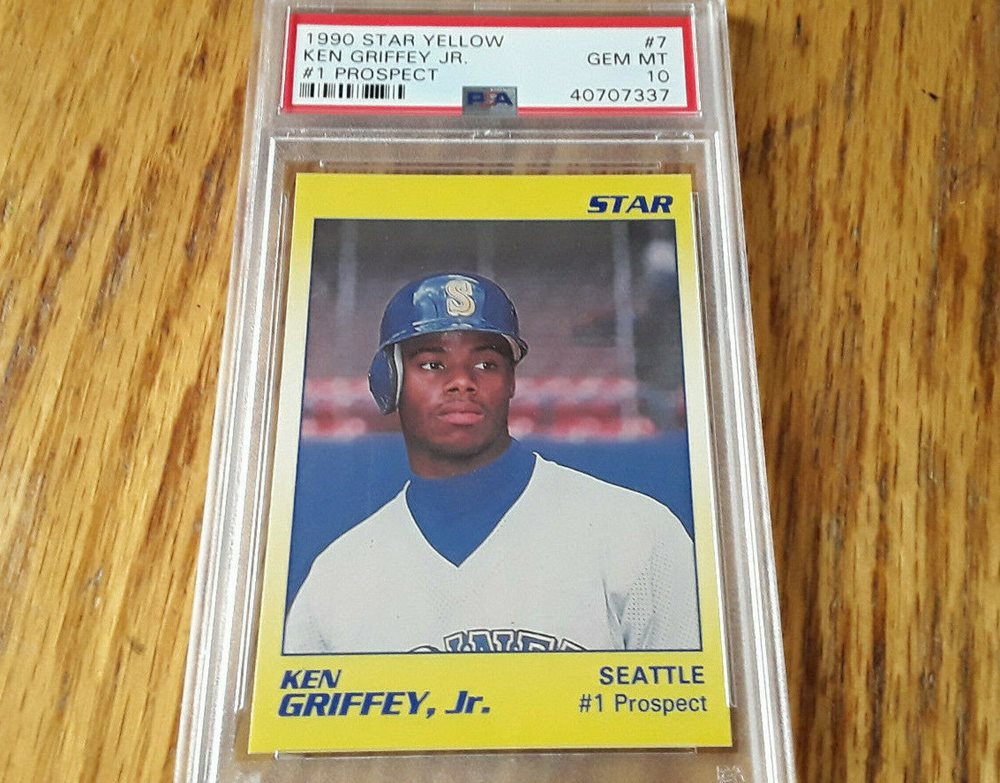 1990 STAR YELLOW #7
KEN GRIFFEY JR. GEM MT
#1 PROSPECT 10
PSA 40707337
STAR
S
KEN
GRIFFEY, Jr.
SEATTLE
#1 Prospect